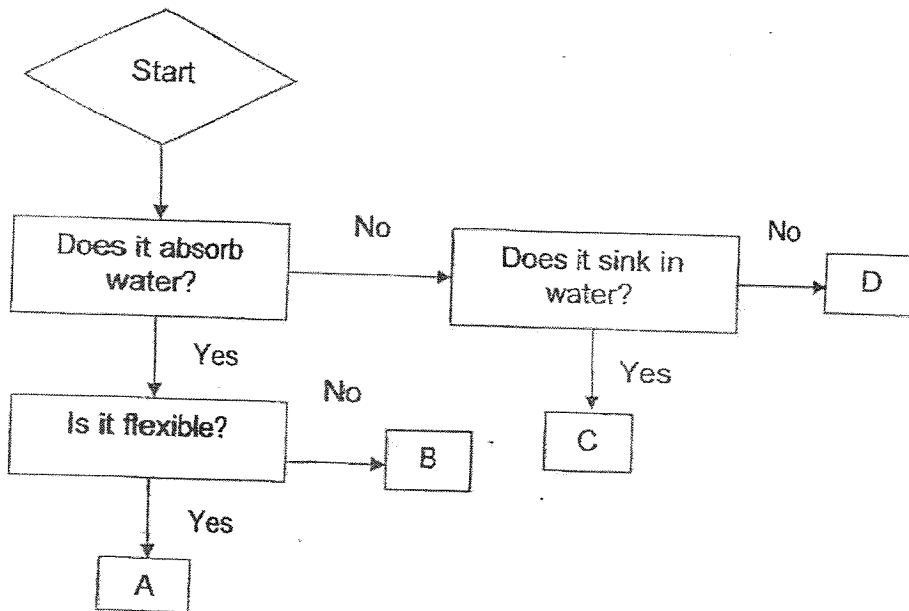 Start
Does it absorb
water?
No
Does it sink in
water?
No
D
Yes
Is it flexible?
No
B
Yes
C
Yes
A